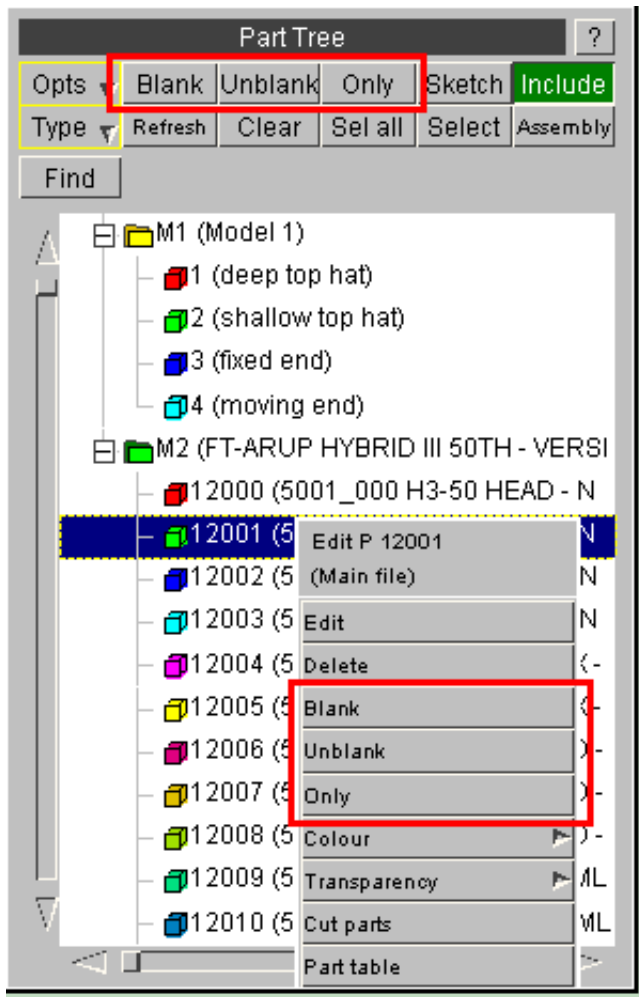 Part Tree ?
Opts Blank Unblank Only Sketch Include
Type Refresh Clear Sel all Select Assembly
Find
M1 (Model 1)
1 (deep top hat)
2 (shallow top hat)
3 (fixed end)
4 (moving end)
M2 (FT-ARUP HYBRID III 50TH - VERSI
12000 (5001_000 H3-50 HEAD - N
12001 (5 N
Edit P 12001
12002 (5 N
(Main file)
12003 (5 N
Edit
12004 (5 -
Delete
12005 (5 -
Blank
12006 (5 -
Unblank
12007 (5 -
Only
12008 (5 -
Colour
12009 (5 ML
Transparency
12010 (5 ML
Cut parts
Part table